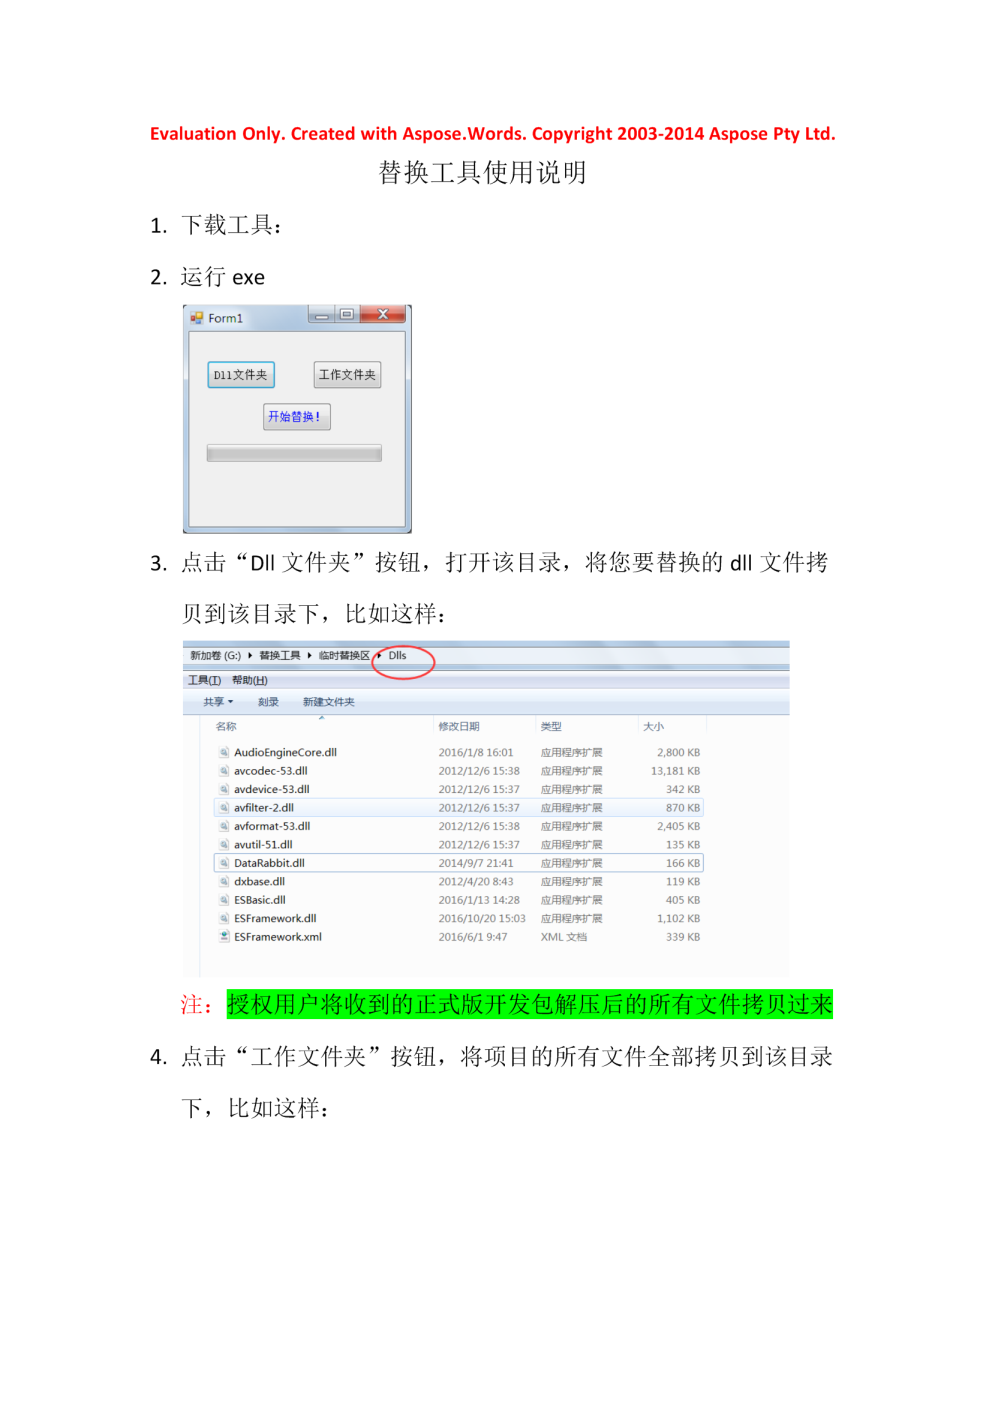 Evaluation Only. Created with Aspose.Words. Copyright 2003-2014 Aspose Pty Ltd.
替换工具使用说明
1. 下载工具：
2. 运行 exe
Form1
Dll文件夹 工作文件夹
开始替换！
3. 点击“Dll 文件夹”按钮，打开该目录，将您要替换的 dll 文件拷
贝到该目录下，比如这样：
新加卷 (G:) 替换工具 临时替换区 Dlls
工具(T) 帮助(H)
共享 刻录 新建文件夹
名称 修改日期 类型 大小
AudioEngineCore.dll 2016/1/8 16:01 应用程序扩展 2,800 KB
avcodec-53.dll 2012/12/6 15:38 应用程序扩展 13,181 KB
avdevice-53.dll 2012/12/6 15:37 应用程序扩展 342 KB
avfilter-2.dll 2012/12/6 15:37 应用程序扩展 870 KB
avformat-53.dll 2012/12/6 15:38 应用程序扩展 2,405 KB
avutil-51.dll 2012/12/6 15:37 应用程序扩展 135 KB
DataRabbit.dll 2014/9/7 21:41 应用程序扩展 166 KB
dxbase.dll 2012/4/20 8:43 应用程序扩展 119 KB
ESBasic.dll 2016/1/13 14:28 应用程序扩展 405 KB
ESFramework.dll 2016/10/20 15:03 应用程序扩展 1,102 KB
ESFramework.xml 2016/6/1 9:47 XML 文档 339 KB
注：授权用户将收到的正式版开发包解压后的所有文件拷贝过来
4. 点击“工作文件夹”按钮，将项目的所有文件全部拷贝到该目录
下，比如这样：